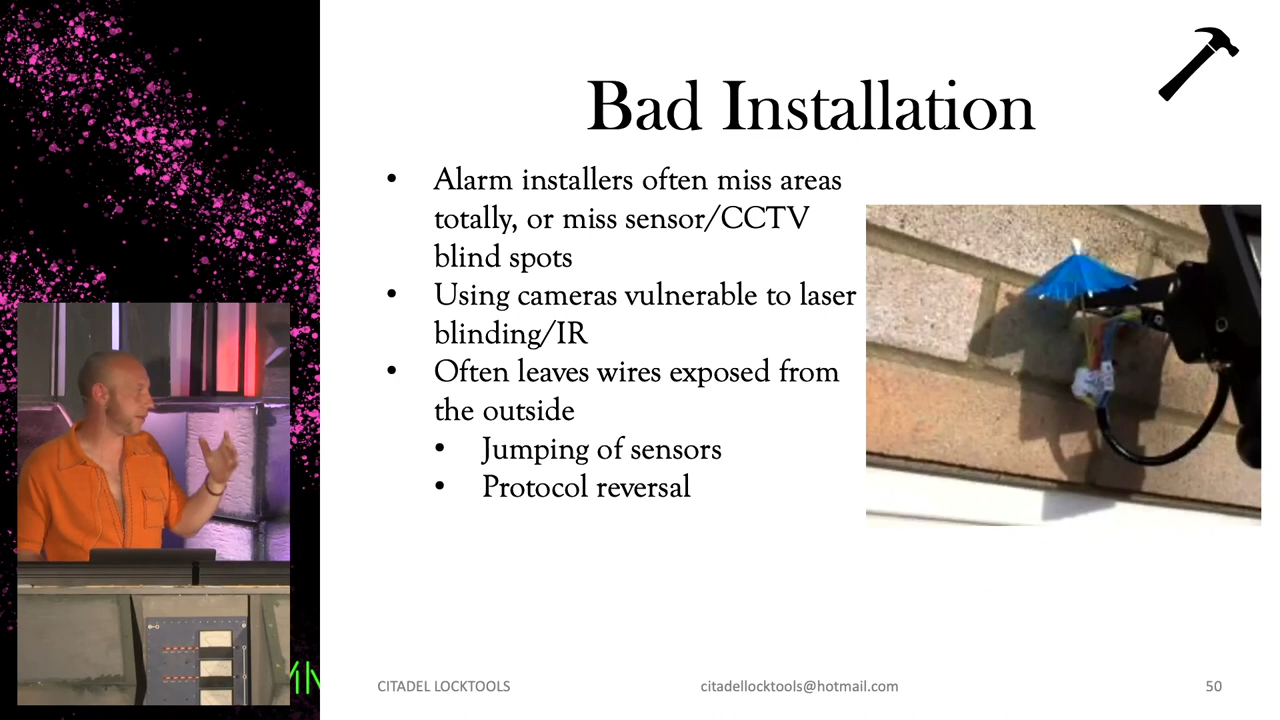 Bad Installation
• Alarm installers often miss areas
totally, or miss sensor/CCTV
blind spots
• Using cameras vulnerable to laser
blinding/IR
• Often leaves wires exposed from
the outside
• Jumping of sensors
• Protocol reversal
CITADEL LOCKTOOLS
citadellocktools@hotmail.com
50